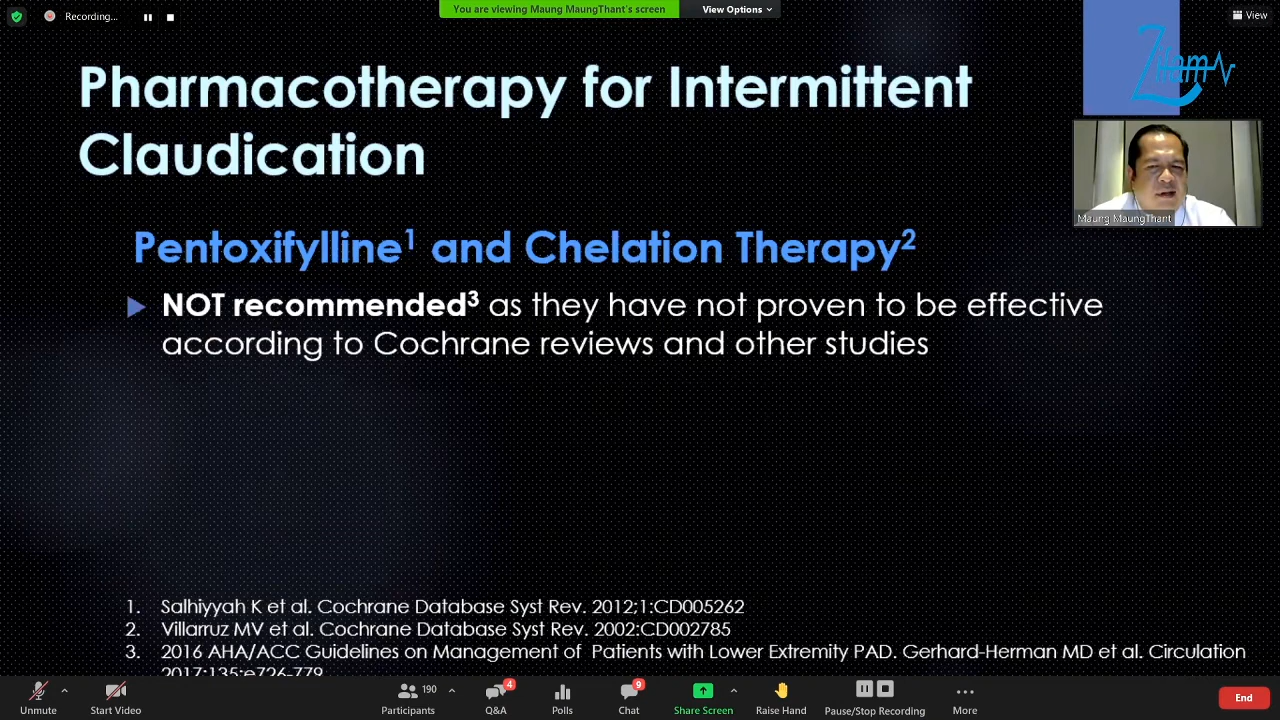 Recording...
You are viewing Maung MaungThant's screen
View Options
View
Zifam
Pharmacotherapy for Intermittent
Claudication
Maung MaungThant
Pentoxifylline¹ and Chelation Therapy²
NOT recommended³ as they have not proven to be effective
according to Cochrane reviews and other studies
1. Salhiyyah K et al. Cochrane Database Syst Rev. 2012;1:CD005262
2. Villarruz MV et al. Cochrane Database Syst Rev. 2002:CD002785
3. 2016 AHA/ACC Guidelines on Management of Patients with Lower Extremity PAD. Gerhard-Herman MD et al. Circulation
2017;135:e726-779
190
4
9
Unmute
Start Video
Participants
Q&A
Polls
Chat
Share Screen
Raise Hand
Pause/Stop Recording
More
End